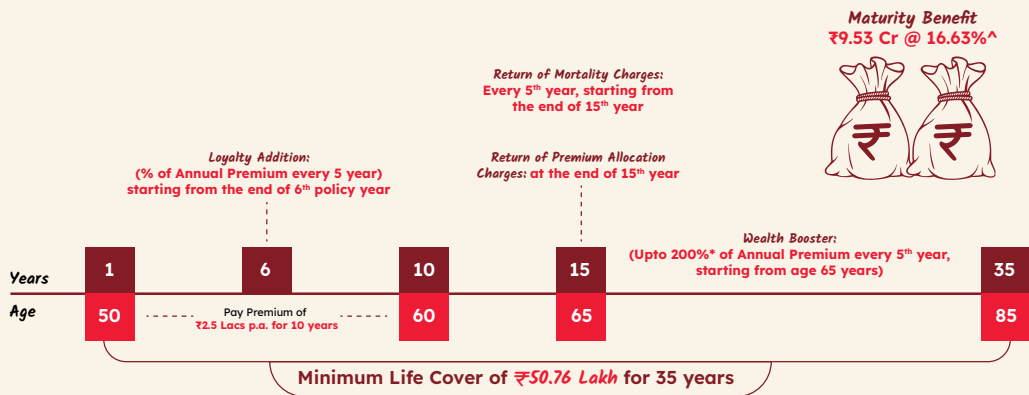 Maturity Benefit
₹9.53 Cr @ 16.63%^
Return of Mortality Charges:
Every 5th year, starting from
the end of 15th year
Loyalty Addition:
(% of Annual Premium every 5 year)
starting from the end of 6th policy year
Return of Premium Allocation
Charges: at the end of 15th year
Wealth Booster:
(Upto 200%* of Annual Premium every 5th year,
starting from age 65 years)
Years 1 6 10 15 35
Age 50 60 65 85
Pay Premium of
₹2.5 Lacs p.a. for 10 years
Minimum Life Cover of ₹50.76 Lakh for 35 years
₹ ₹